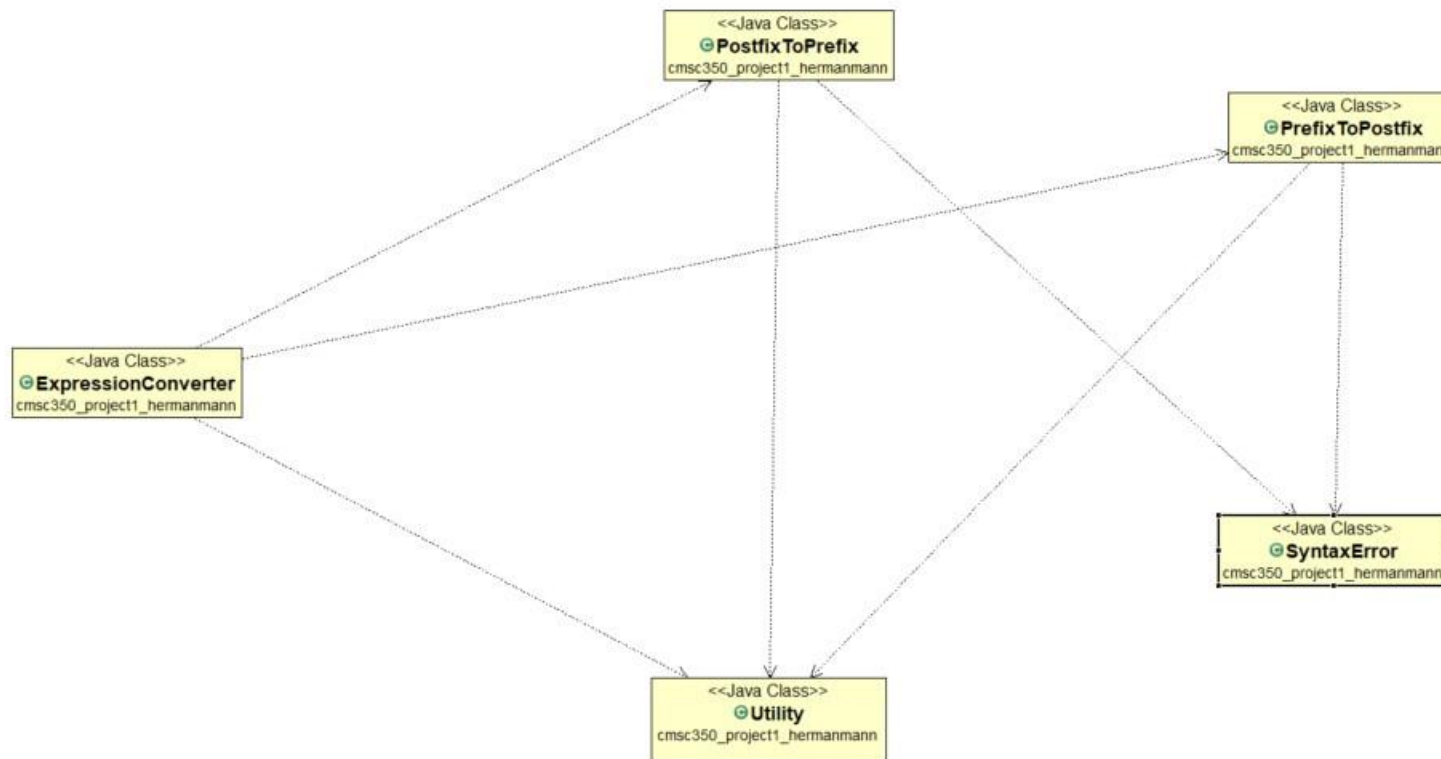 <<Java Class>>
PostfixToPrefix
cmsc350_project1_hermanmann
<<Java Class>>
PrefixToPostfix
cmsc350_project1_hermanmann
<<Java Class>>
ExpressionConverter
cmsc350_project1_hermanmann
<<Java Class>>
SyntaxError
cmsc350_project1_hermanmann
<<Java Class>>
Utility
cmsc350_project1_hermanmann